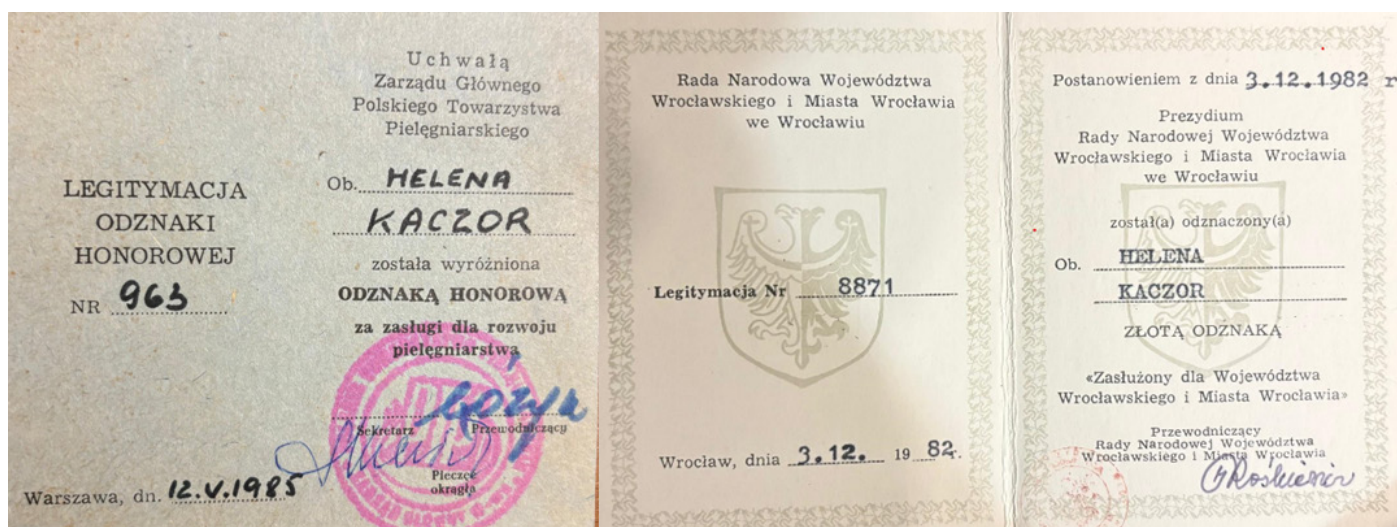 LEGITYMACJA
ODZNAKI
HONOROWEJ
NR 963
Uchwałą
Zarządu Głównego
Polskiego Towarzystwa
Pielęgniarskiego
Ob. HELENA
KACZOR
została wyróżniona
ODZNAKĄ HONOROWĄ
za zasługi dla rozwoju
pielęgniarstwa
Sekretarz Przewodniczący
Pieczęć
okrągła
Warszawa, dn. 12.V.1985
Rada Narodowa Województwa
Wrocławskiego i Miasta Wrocławia
we Wrocławiu
Legitymacja Nr 8871
Wrocław, dnia 3.12. 19 82r.
Postanowieniem z dnia 3.12.1982 r
Prezydium
Rady Narodowej Województwa
Wrocławskiego i Miasta Wrocławia
we Wrocławiu
został(a) odznaczony(a)
Ob. HELENA
KACZOR
ZŁOTĄ ODZNAKĄ
«Zasłużony dla Województwa
Wrocławskiego i Miasta Wrocławia»
Przewodniczący
Rady Narodowej Województwa
Wrocławskiego i Miasta Wrocławia